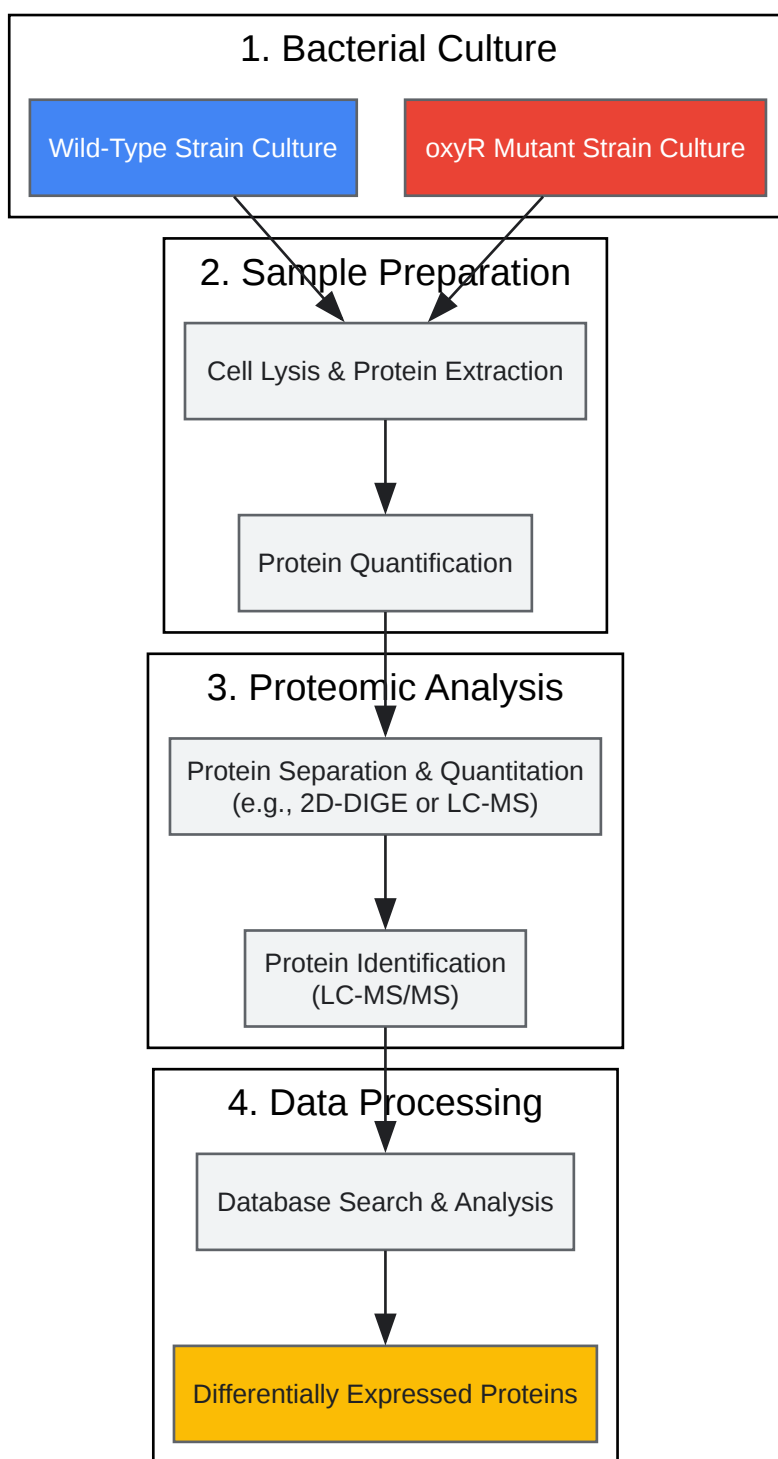 1. Bacterial Culture
Wild-Type Strain Culture
oxyR Mutant Strain Culture
2. Sample Preparation
Cell Lysis & Protein Extraction
Protein Quantification
3. Proteomic Analysis
Protein Separation & Quantitation
(e.g., 2D-DIGE or LC-MS)
Protein Identification
(LC-MS/MS)
4. Data Processing
Database Search & Analysis
Differentially Expressed Proteins